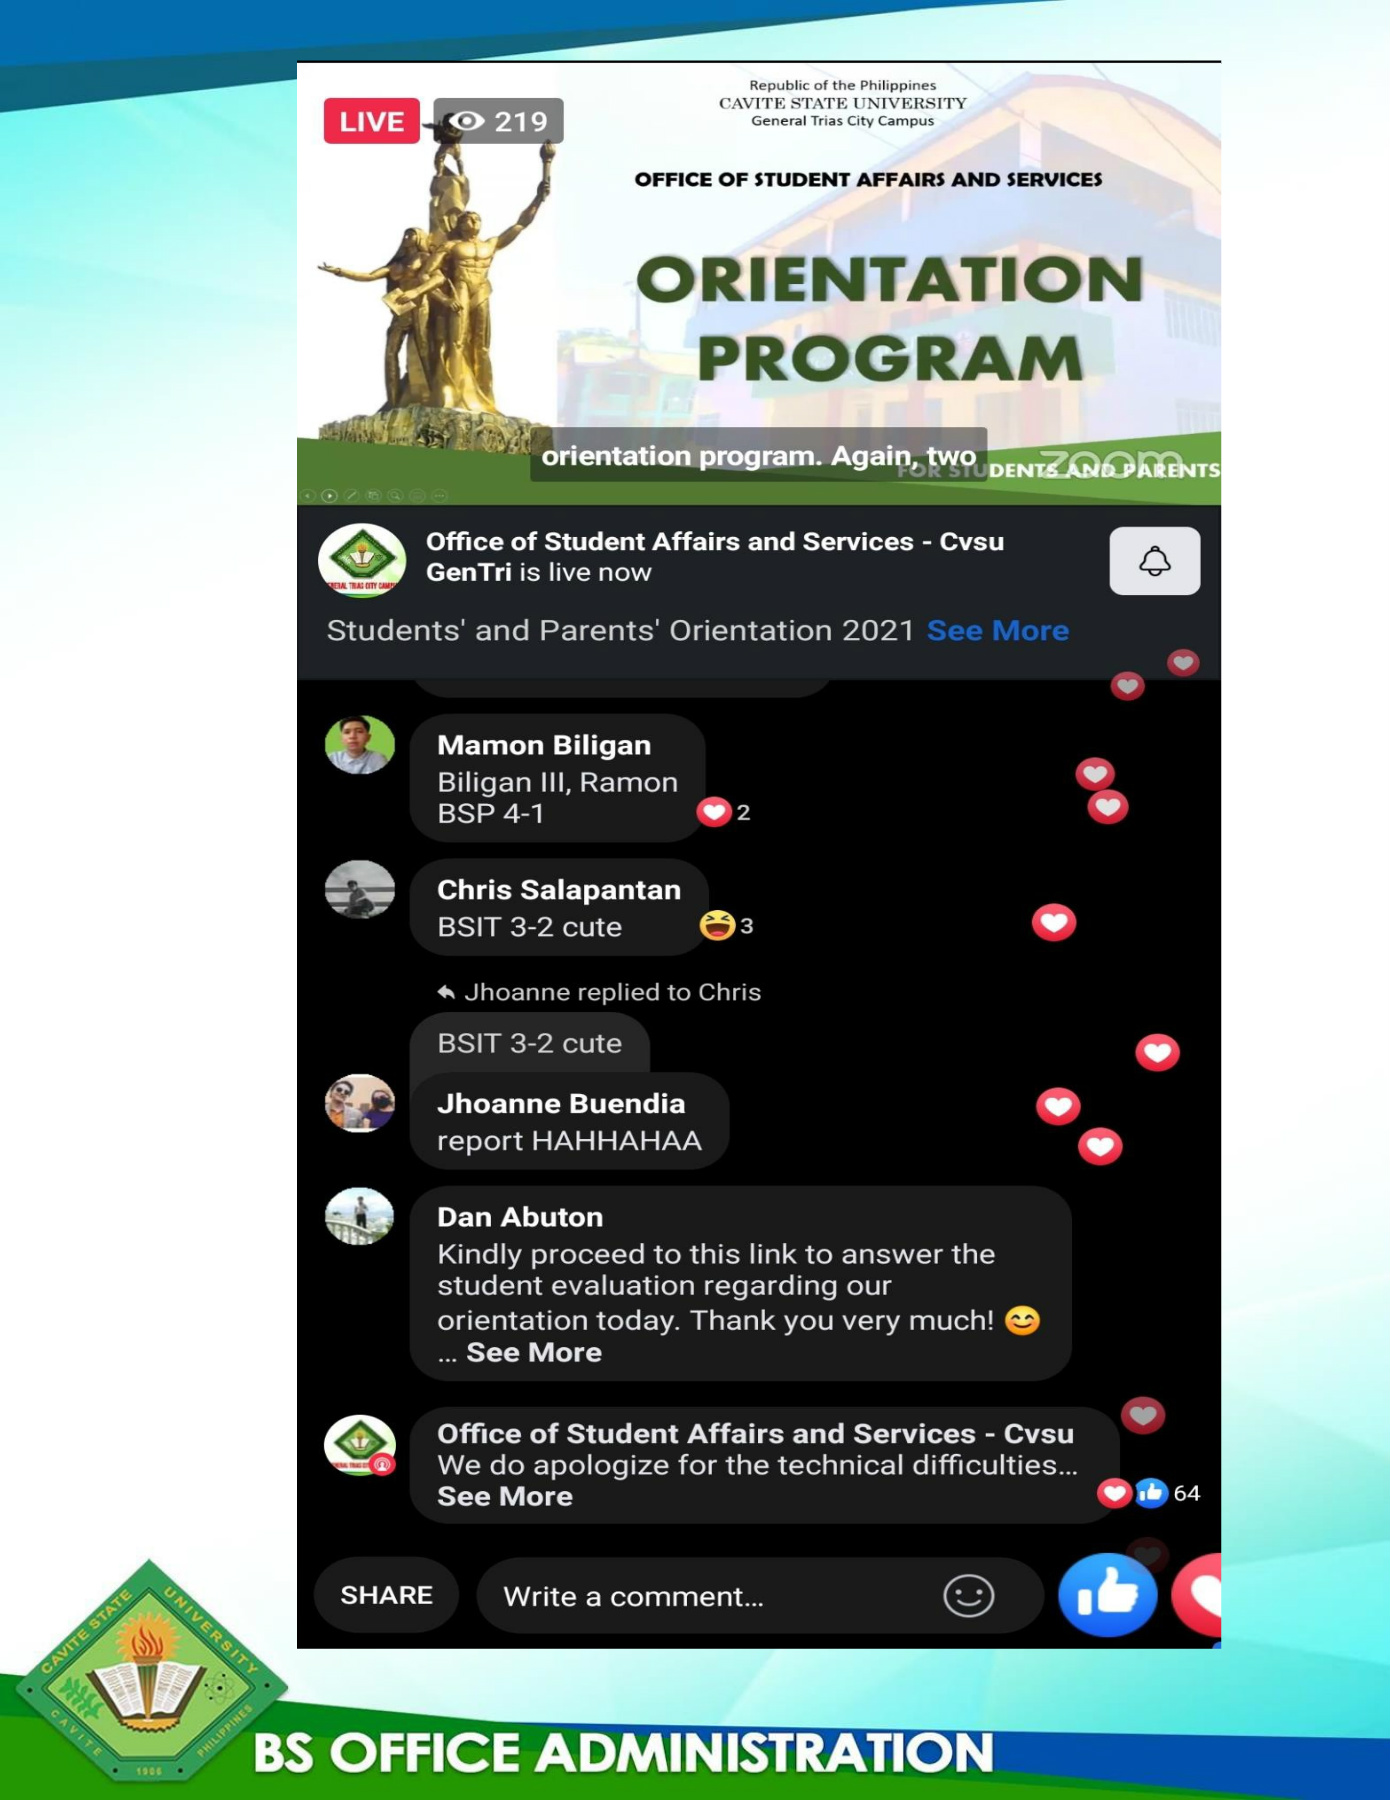 LIVE
219
Republic of the Philippines
CAVITE STATE UNIVERSITY
General Trias City Campus
OFFICE OF STUDENT AFFAIRS AND SERVICES
ORIENTATION
PROGRAM
orientation program. Again, two
FOR STUDENTS AND PARENTS
zoom
Office of Student Affairs and Services - Cvsu
GenTri is live now
Students' and Parents' Orientation 2021 See More
Mamon Biligan
Biligan III, Ramon
BSP 4-1
2
Chris Salapantan
BSIT 3-2 cute
3
Jhoanne replied to Chris
BSIT 3-2 cute
Jhoanne Buendia
report HAHHAHAA
Dan Abuton
Kindly proceed to this link to answer the
student evaluation regarding our
orientation today. Thank you very much! 😊
... See More
Office of Student Affairs and Services - Cvsu
We do apologize for the technical difficulties...
See More
64
SHARE
Write a comment...
CAVITE STATE UNIVERSITY
CAVITE
1906
PHILIPPINES
BS OFFICE ADMINISTRATION